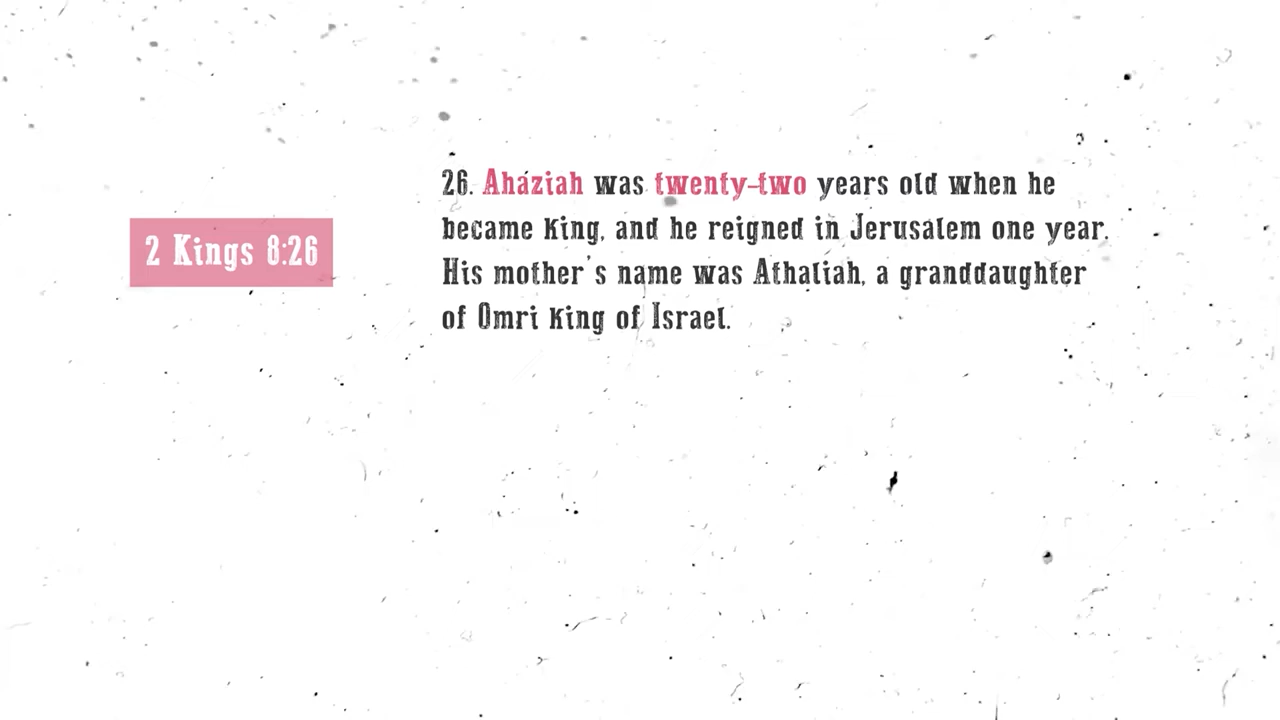 2 Kings 8:26
26. Ahaziah was twenty-two years old when he
became king, and he reigned in Jerusalem one year.
His mother's name was Athaliah, a granddaughter
of Omri king of Israel.